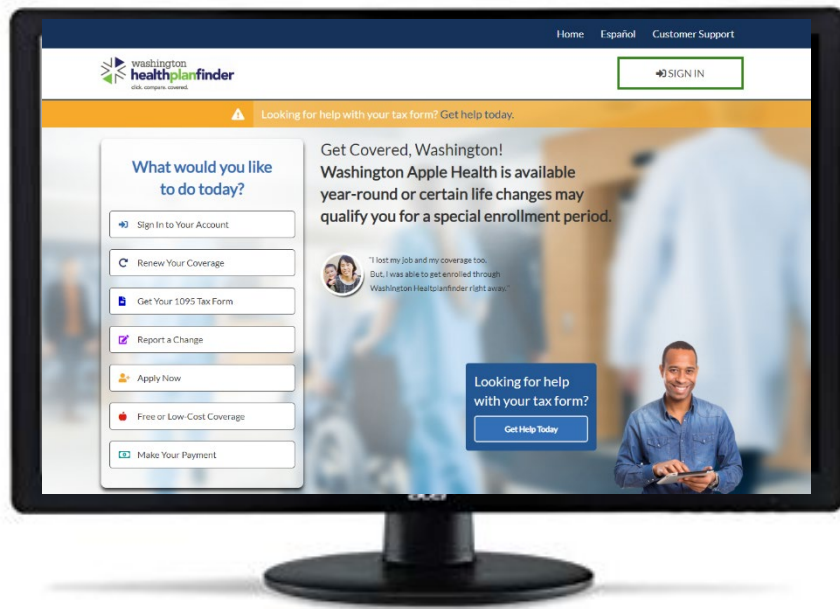 Home Español Customer Support
washington
healthplanfinder
click. compare. covered.
SIGN IN
Looking for help with your tax form? Get help today.
What would you like
to do today?
Sign In to Your Account
Renew Your Coverage
Get Your 1095 Tax Form
Report a Change
Apply Now
Free or Low-Cost Coverage
Make Your Payment
Get Covered, Washington!
Washington Apple Health is available
year-round or certain life changes may
qualify you for a special enrollment period.
"I lost my job and my coverage too.
But, I was able to get enrolled through
Washington Healtplanfinder right away."
Looking for help
with your tax form?
Get Help Today